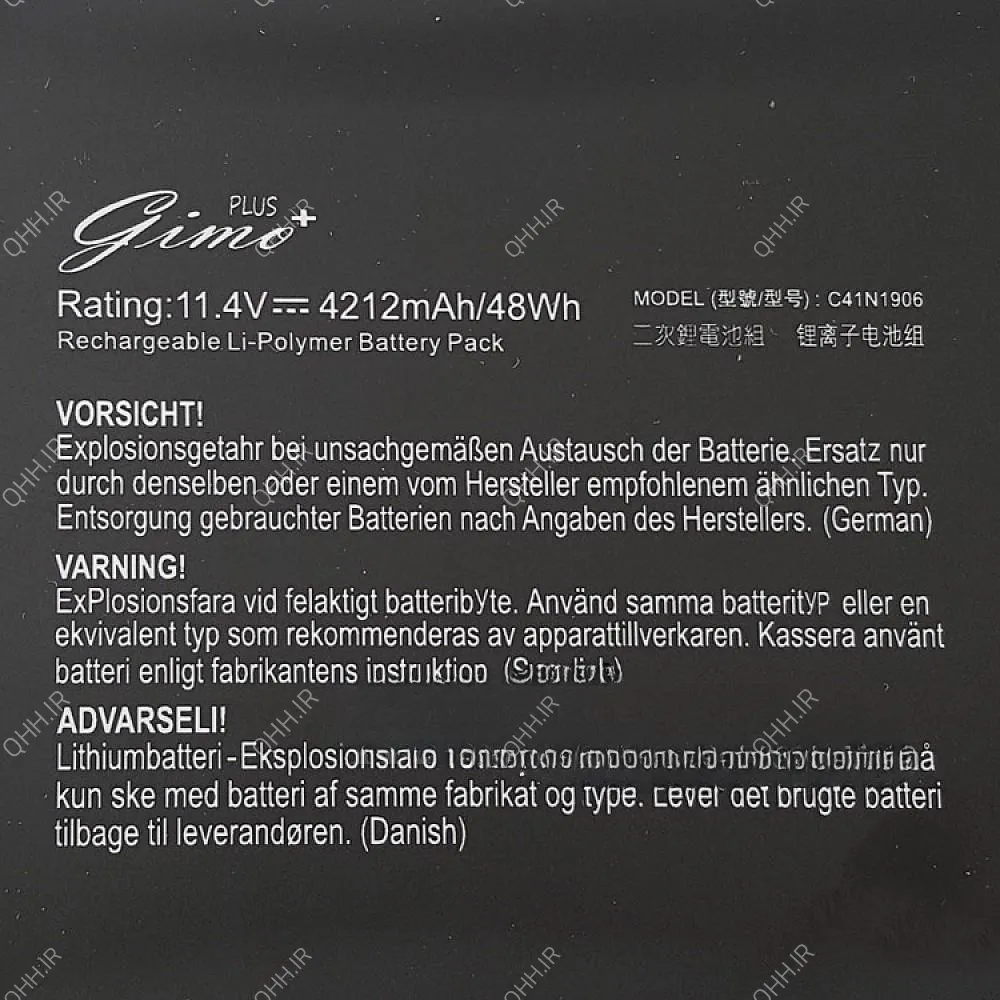 Gimo PLUS+
Rating:11.4V 4212mAh/48Wh
Rechargeable Li-Polymer Battery Pack
MODEL (型號/型号) : C41N1906
二次鋰電池組 锂离子电池组
VORSICHT!
Explosionsgetahr bei unsachgemäßen Austausch der Batterie. Ersatz nur
durch denselben oder einem vom Hersteller empfohlenem ähnlichen Typ.
Entsorgung gebrauchter Batterien nach Angaben des Herstellers. (German)
VARNING!
ExPlosionsfara vid felaktigt batteribyte. Använd samma batterityP eller en
ekvivalent typ som rekommenderas av apparattillverkaren. Kassera använt
batteri enligt fabrikantens instruktion
ADVARSELI!
Lithiumbatteri-Eksplosionsfare
kun ske med batteri af samme fabrikat og type. Lever det brugte batteri
tilbage til leverandøren. (Danish)
QHH.IR